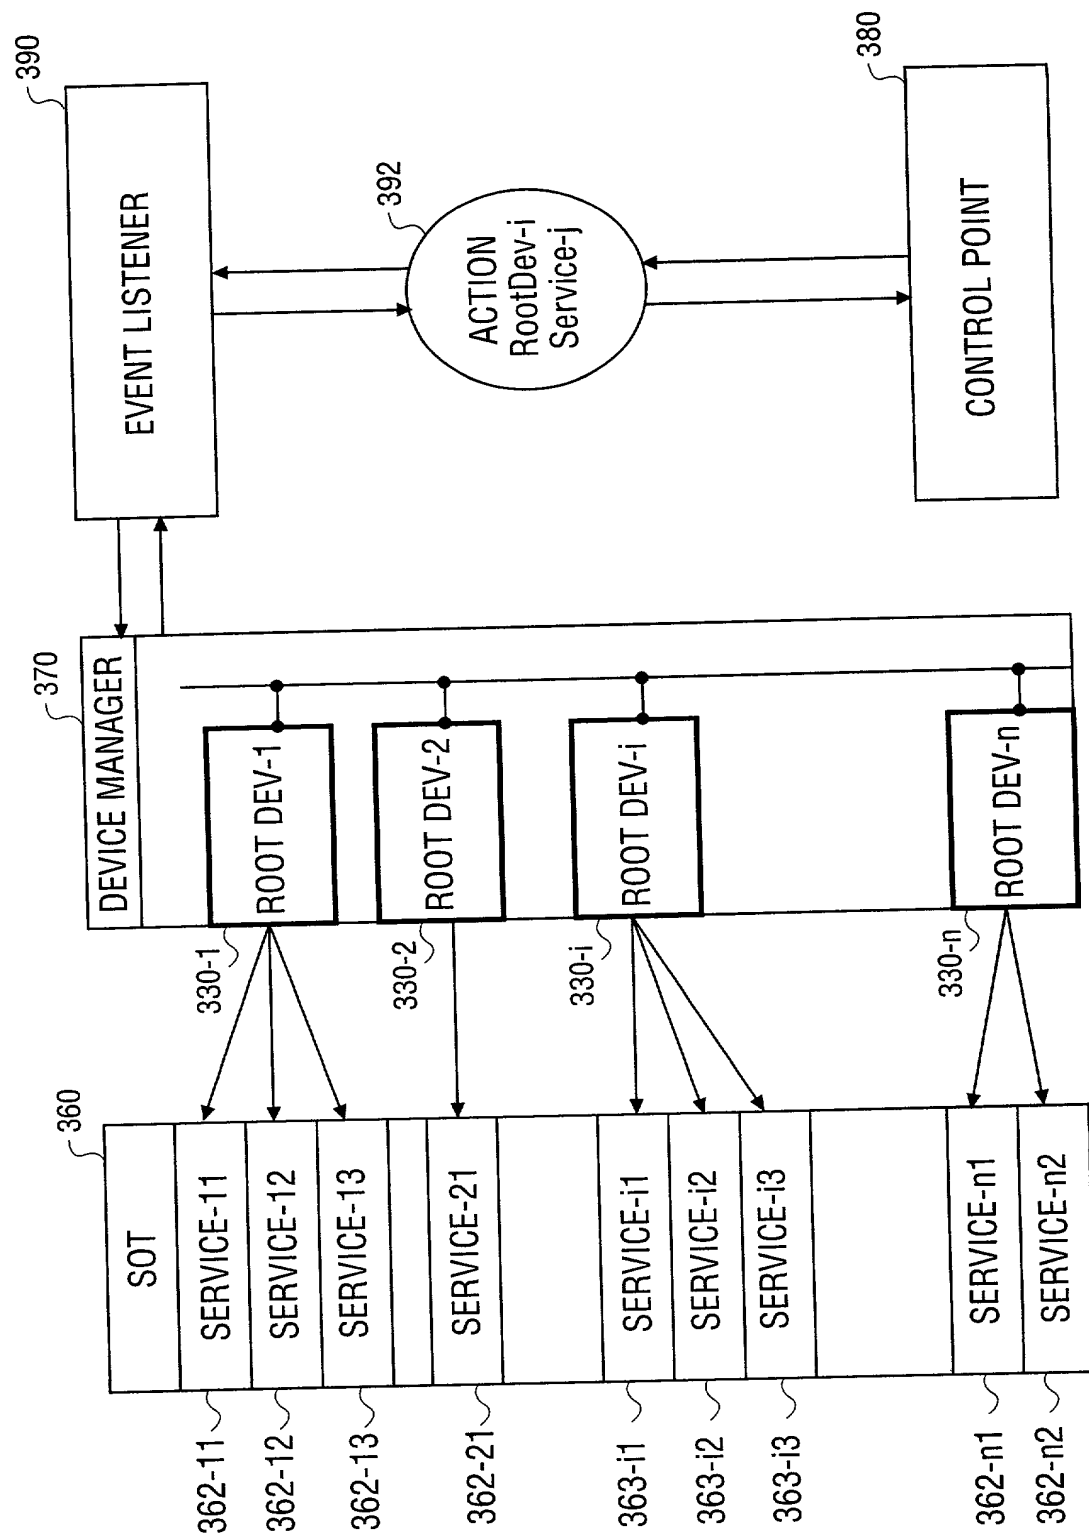 362-11
362-12
362-13
362-21
363-i1
363-i2
363-i3
362-n1
362-n2
SOT
SERVICE-11
SERVICE-12
SERVICE-13
SERVICE-21
SERVICE-i1
SERVICE-i2
SERVICE-i3
SERVICE-n1
SERVICE-n2
360
330-1
330-2
330-i
330-n
DEVICE MANAGER
ROOT DEV-1
ROOT DEV-2
ROOT DEV-i
ROOT DEV-n
370
EVENT LISTENER
390
ACTION
RootDev-i
Service-j
392
CONTROL POINT
380